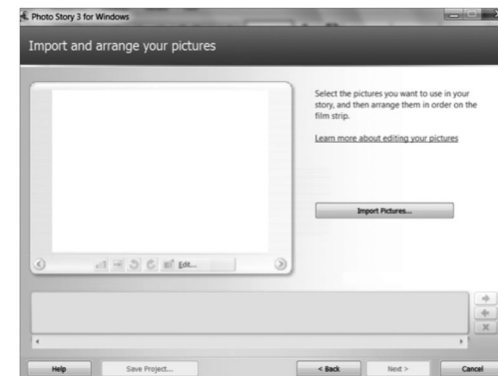 Photo Story 3 for Windows
Import and arrange your pictures
Select the pictures you want to use in your
story, and then arrange them in order on the
film strip.
Learn more about editing your pictures
Import Pictures...
Edit...
Help
Save Project...
< Back
Next >
Cancel